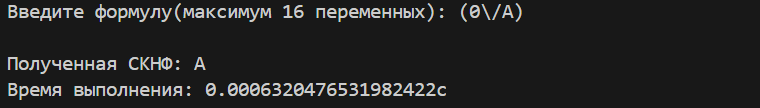 Введите формулу(максимум 16 переменных): (0\/A)
Полученная СКНФ: A
Время выполнения: 0.0006320476531982422с